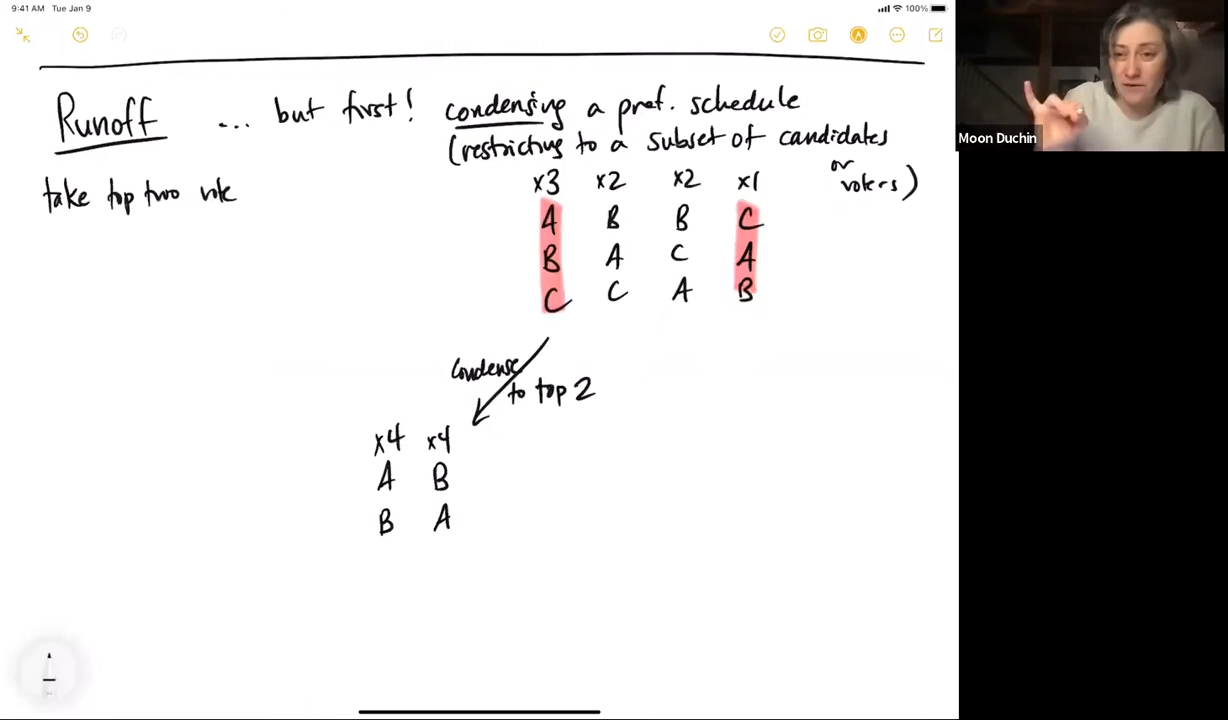 9:41 AM Tue Jan 9
100%
Runoff ... but first! condensing a pref. schedule
(restricting to a subset of candidates
or
voters)
take top two vote
x3 x2 x2 x1
A B B C
B A C A
C C A B
Condense
to top 2
x4 x4
A B
B A
Moon Duchin